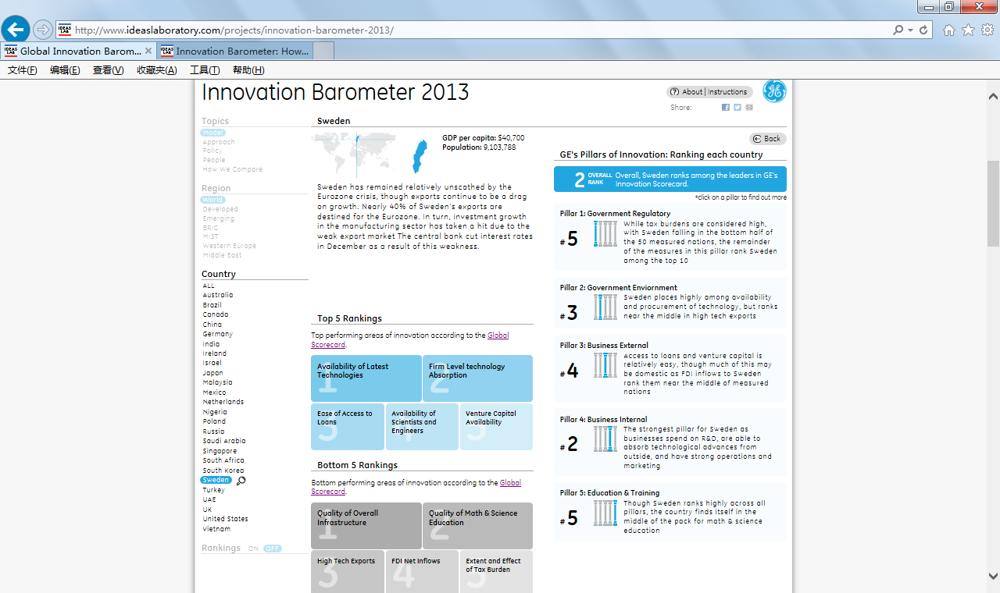 http://www.ideaslaboratory.com/projects/innovation-barometer-2013/
IDEAS LAB Global Innovation Barom...
IDEAS LAB Innovation Barometer: How...
文件(F) 编辑(E) 查看(V) 收藏夹(A) 工具(T) 帮助(H)
Innovation Barometer 2013
About | Instructions
Share:
Topics
Model
Approach
Policy
People
How We Compare
Region
World
Developed
Emerging
BRIC
MIST
Western Europe
Middle East
Country
ALL
Australia
Brazil
Canada
China
Germany
India
Ireland
Israel
Japan
Malaysia
Mexico
Netherlands
Nigeria
Poland
Russia
Saudi Arabia
Singapore
South Africa
South Korea
Sweden
Turkey
UAE
UK
United States
Vietnam
Rankings ON OFF
Sweden
GDP per capita: $40,700
Population: 9,103,788
Sweden has remained relatively unscathed by the
Eurozone crisis, though exports continue to be a drag
on growth. Nearly 40% of Sweden's exports are
destined for the Eurozone. In turn, investment growth
in the manufacturing sector has taken a hit due to the
weak export market The central bank cut interest rates
in December as a result of this weakness.
Top 5 Rankings
Top performing areas of innovation according to the Global
Scorecard.
1 Availability of Latest
Technologies
2 Firm Level technology
Absorption
3 Ease of Access to
Loans
4 Availability of
Scientists and
Engineers
5 Venture Capital
Availability
Bottom 5 Rankings
Bottom performing areas of innovation according to the Global
Scorecard.
1 Quality of Overall
Infrastructure
2 Quality of Math & Science
Education
3 High Tech Exports
4 FDI Net Inflows
5 Extent and Effect
of Tax Burden
Back
GE's Pillars of Innovation: Ranking each country
2 OVERALL RANK
Overall, Sweden ranks among the leaders in GE's
Innovation Scorecard.
*click on a pillar to find out more
Pillar 1: Government Regulatory
# 5
While tax burdens are considered high,
with Sweden falling in the bottom half of
the 50 measured nations, the remainder
of the measures in this pillar rank Sweden
among the top 10
Pillar 2: Government Enviornment
# 3
Sweden places highly among availability
and procurement of technology, but ranks
near the middle in high tech exports
Pillar 3: Business External
# 4
Access to loans and venture capital is
relatively easy, though much of this may
be domestic as FDI inflows to Sweden
rank them near the middle of measured
nations
Pillar 4: Business Internal
# 2
The strongest pillar for Sweden as
businesses spend on R&D, are able to
absorb technological advances from
outside, and have strong operations and
marketing
Pillar 5: Education & Training
# 5
Though Sweden ranks highly across all
pillars, the country finds itself in the
middle of the pack for math & science
education